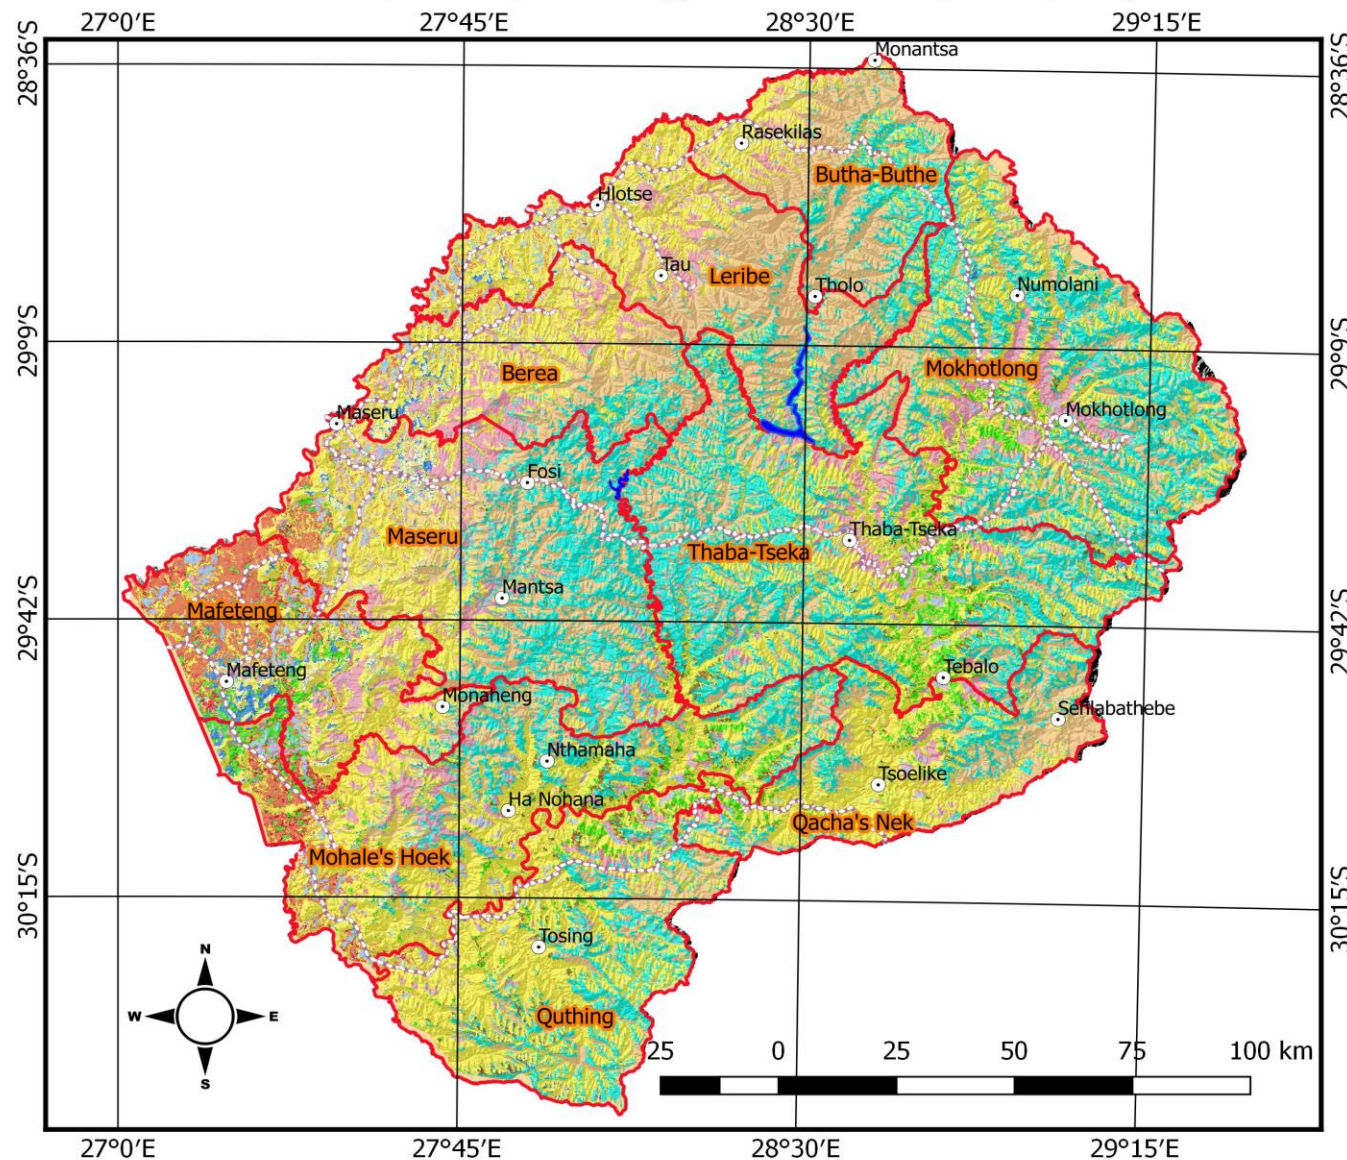 27°0′E 27°45′E 28°30′E 29°15′E
28°36′S
28°36′S
Monantsa
Rasekilas
Butha-Buthe
Hlotse
Tau
Leribe
Tholo
Numolani
29°9′S
29°9′S
Berea
Mokhotlong
Maseru
Mokhotlong
Fosi
Maseru
Thaba-Tseka
Thaba-Tseka
Mantsa
Mafeteng
29°42′S
29°42′S
Mafeteng
Tebalo
Monaheng
Sehlabathebe
Nthamaha
Tsoelike
Ha Nohana
Qacha's Nek
Mohale's Hoek
30°15′S
30°15′S
Tosing
N
W E
S
Quthing
25 0 25 50 75 100 km
27°0′E 27°45′E 28°30′E 29°15′E